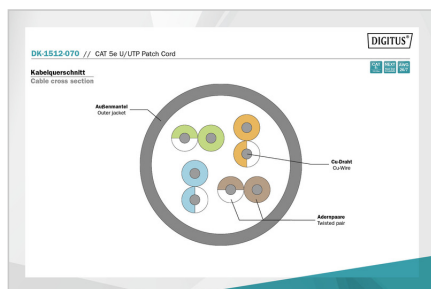 DIGITUS®
DK-1512-070 // CAT 5e U/UTP Patch Cord
Kabelquerschnitt
Cable cross section
Außenmantel
Outer jacket
Cu-Draht
Cu-Wire
Adernpaare
Twisted pair